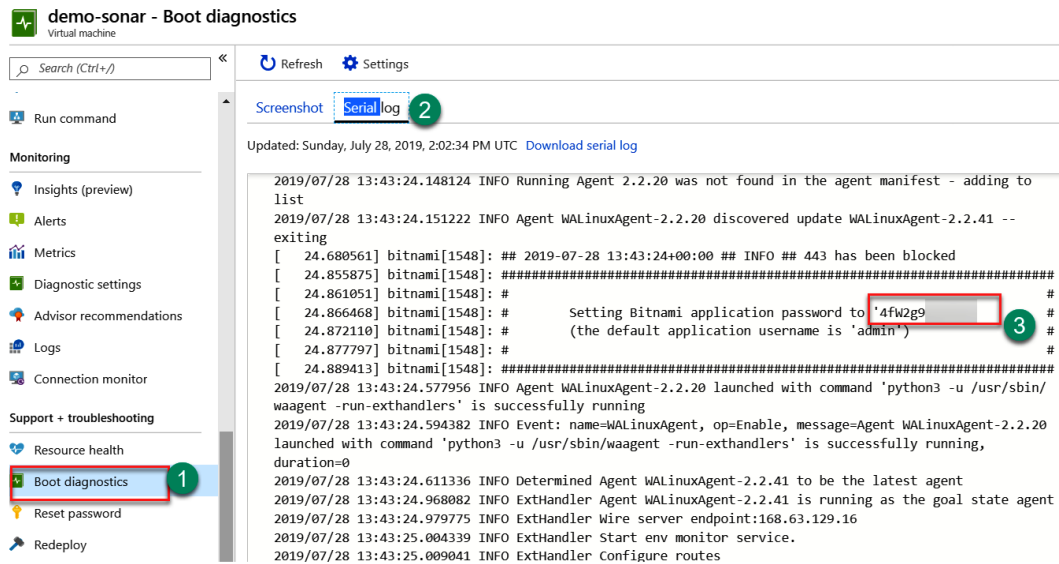 demo-sonar - Boot diagnostics
Virtual machine
Search (Ctrl+/)
«
Run command
Monitoring
Insights (preview)
Alerts
Metrics
Diagnostic settings
Advisor recommendations
Logs
Connection monitor
Support + troubleshooting
Resource health
Boot diagnostics
1
Reset password
Redeploy
Refresh
Settings
Screenshot
Serial log
2
Updated: Sunday, July 28, 2019, 2:02:34 PM UTC Download serial log
2019/07/28 13:43:24.148124 INFO Running Agent 2.2.20 was not found in the agent manifest - adding to
list
2019/07/28 13:43:24.151222 INFO Agent WALinuxAgent-2.2.20 discovered update WALinuxAgent-2.2.41 --
exiting
[   24.680561] bitnami[1548]: ## 2019-07-28 13:43:24+00:00 ## INFO ## 443 has been blocked
[   24.855875] bitnami[1548]: #########################################################################
[   24.861051] bitnami[1548]: # #
[   24.866468] bitnami[1548]: # Setting Bitnami application password to '4fW2g9 #
3
[   24.872110] bitnami[1548]: # (the default application username is 'admin') #
[   24.877797] bitnami[1548]: # #
[   24.889413] bitnami[1548]: #########################################################################
2019/07/28 13:43:24.577956 INFO Agent WALinuxAgent-2.2.20 launched with command 'python3 -u /usr/sbin/
waagent -run-exthandlers' is successfully running
2019/07/28 13:43:24.594382 INFO Event: name=WALinuxAgent, op=Enable, message=Agent WALinuxAgent-2.2.20
launched with command 'python3 -u /usr/sbin/waagent -run-exthandlers' is successfully running,
duration=0
2019/07/28 13:43:24.611336 INFO Determined Agent WALinuxAgent-2.2.41 to be the latest agent
2019/07/28 13:43:24.968082 INFO ExtHandler Agent WALinuxAgent-2.2.41 is running as the goal state agent
2019/07/28 13:43:24.979775 INFO ExtHandler Wire server endpoint:168.63.129.16
2019/07/28 13:43:25.004339 INFO ExtHandler Start env monitor service.
2019/07/28 13:43:25.009041 INFO ExtHandler Configure routes